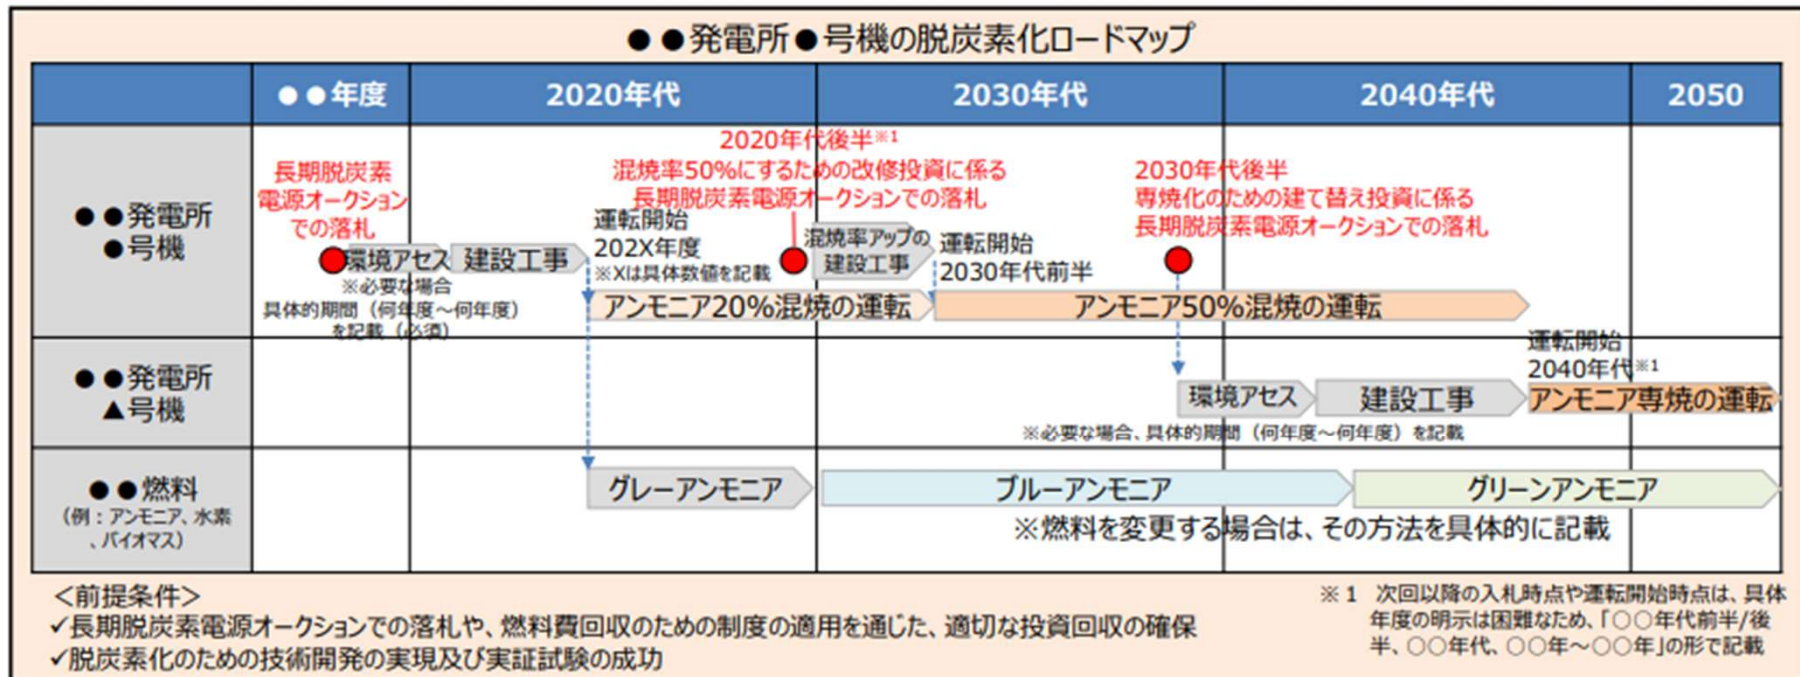 ●●発電所●号機の脱炭素化ロードマップ
●●年度
2020年代
2030年代
2040年代
2050
●●発電所
●号機
長期脱炭素
電源オークション
での落札
環境アセス
※必要な場合
具体的期間（何年度～何年度）
を記載（必須）
建設工事
運転開始
202X年度
※Xは具体数値を記載
2020年代後半※1
混焼率50%にするための改修投資に係る
長期脱炭素電源オークションでの落札
混焼率アップの
建設工事
運転開始
2030年代前半
2030年代後半
専焼化のための建て替え投資に係る
長期脱炭素電源オークションでの落札
アンモニア20%混焼の運転
アンモニア50%混焼の運転
●●発電所
▲号機
環境アセス
建設工事
運転開始
2040年代※1
アンモニア専焼の運転
※必要な場合、具体的期間（何年度～何年度）を記載
●●燃料
（例：アンモニア、水素
、バイオマス）
グレーアンモニア
ブルーアンモニア
グリーンアンモニア
※燃料を変更する場合は、その方法を具体的に記載
＜前提条件＞
✓長期脱炭素電源オークションでの落札や、燃料費回収のための制度の適用を通じた、適切な投資回収の確保
✓脱炭素化のための技術開発の実現及び実証試験の成功
※１　次回以降の入札時点や運転開始時点は、具体
年度の明示は困難なため、「○○年代前半/後
半、○○年代、○○年～○○年」の形で記載